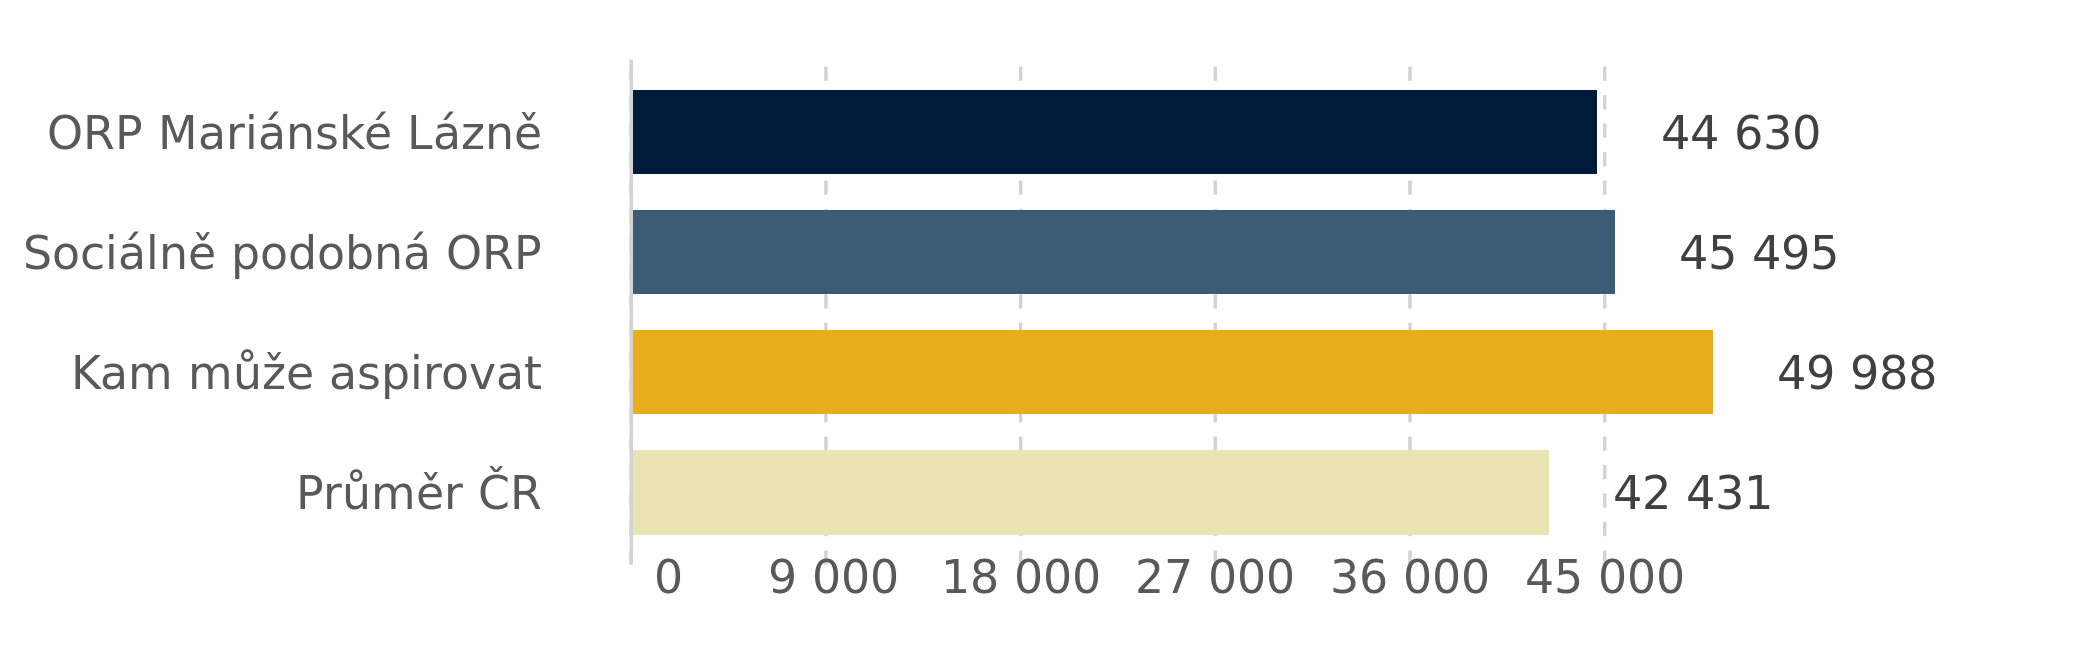 ORP Mariánské Lázně 44 630
Sociálně podobná ORP 45 495
Kam může aspirovat 49 988
Průměr ČR 42 431
0 9 000 18 000 27 000 36 000 45 000